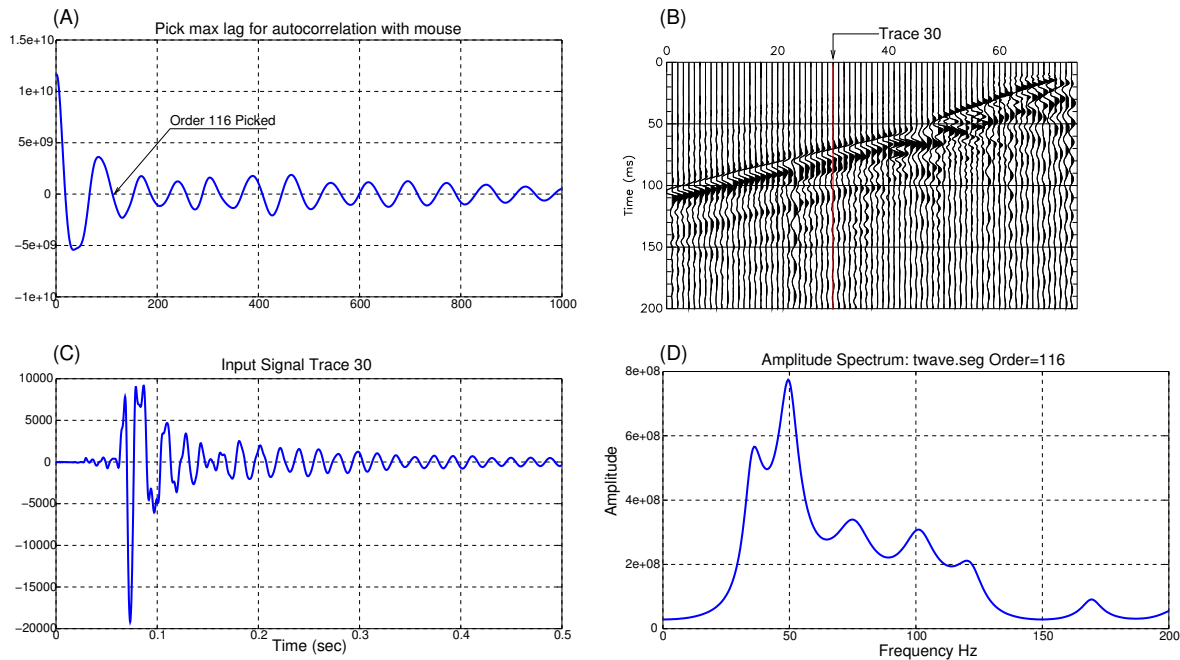 (A)
Pick max lag for autocorrelation with mouse
1.5e+10
1e+10
5e+09
0
−5e+09
−1e+10
Order 116 Picked
0 200 400 600 800 1000
(B)
Trace 30
0 20 40 60
Time (ms)
0
50
100
150
200
(C)
Input Signal Trace 30
10000
5000
0
−5000
−10000
−15000
−20000
0 0.1 0.2 0.3 0.4 0.5
Time (sec)
(D)
Amplitude Spectrum: twave.seg Order=116
Amplitude
8e+08
6e+08
4e+08
2e+08
0
0 50 100 150 200
Frequency Hz